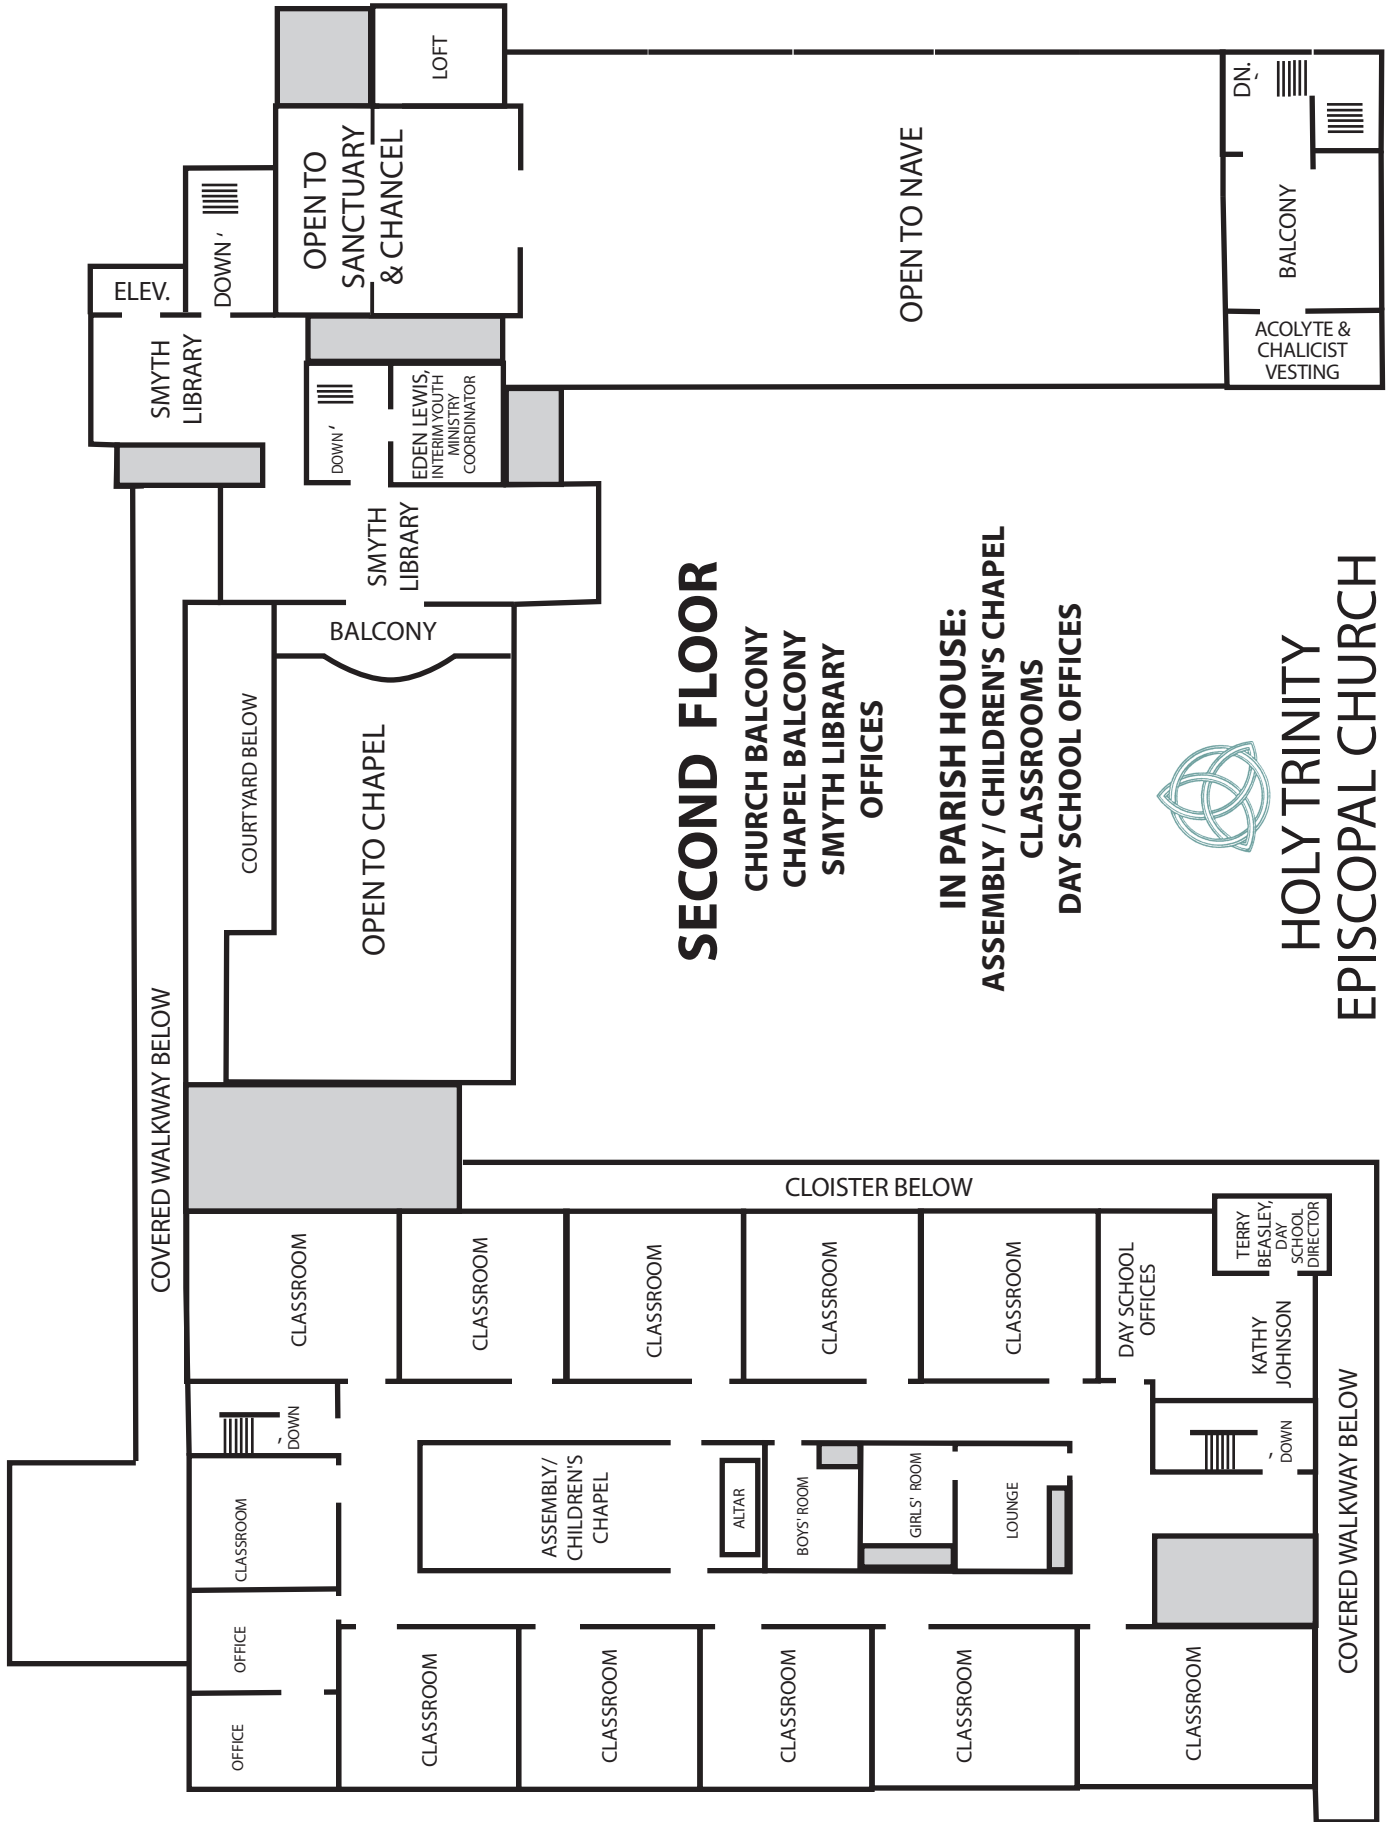 LOFT
OPEN TO
SANCTUARY
& CHANCEL
DOWN
ELEV.
SMYTH
LIBRARY
DOWN
EDEN LEWIS,
INTERIM YOUTH
MINISTRY
COORDINATOR
SMYTH
LIBRARY
OPEN TO NAVE
DN.
BALCONY
ACOLYTE &
CHALICIST
VESTING
BALCONY
COURTYARD BELOW
OPEN TO CHAPEL
COVERED WALKWAY BELOW
SECOND FLOOR
CHURCH BALCONY
CHAPEL BALCONY
SMYTH LIBRARY
OFFICES
IN PARISH HOUSE:
ASSEMBLY / CHILDREN'S CHAPEL
CLASSROOMS
DAY SCHOOL OFFICES
HOLY TRINITY
EPISCOPAL CHURCH
CLOISTER BELOW
CLASSROOM
CLASSROOM
CLASSROOM
CLASSROOM
CLASSROOM
DAY SCHOOL
OFFICES
TERRY
BEASLEY,
DAY
SCHOOL
DIRECTOR
KATHY
JOHNSON
DOWN
CLASSROOM
OFFICE
OFFICE
ASSEMBLY/
CHILDREN'S
CHAPEL
ALTAR
BOYS' ROOM
GIRLS' ROOM
LOUNGE
DOWN
COVERED WALKWAY BELOW
CLASSROOM
CLASSROOM
CLASSROOM
CLASSROOM
CLASSROOM